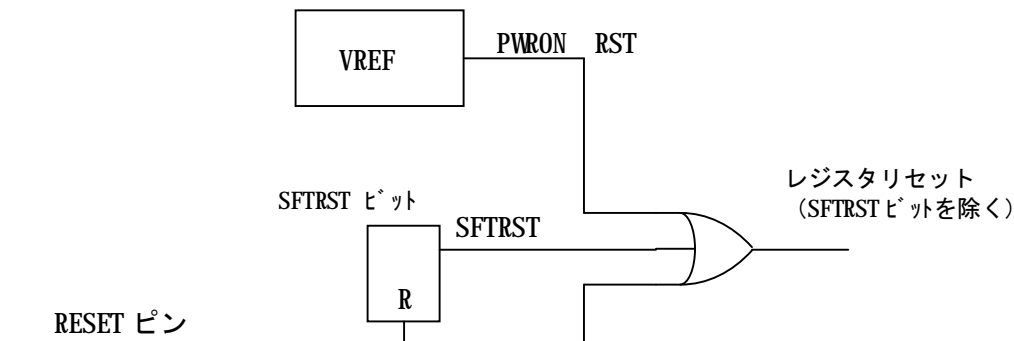 VREF
PWRON RST
レジスタリセット
（SFTRSTﾋﾞｯﾄを除く）
SFTRST ﾋﾞｯﾄ
SFTRST
R
RESET ピン